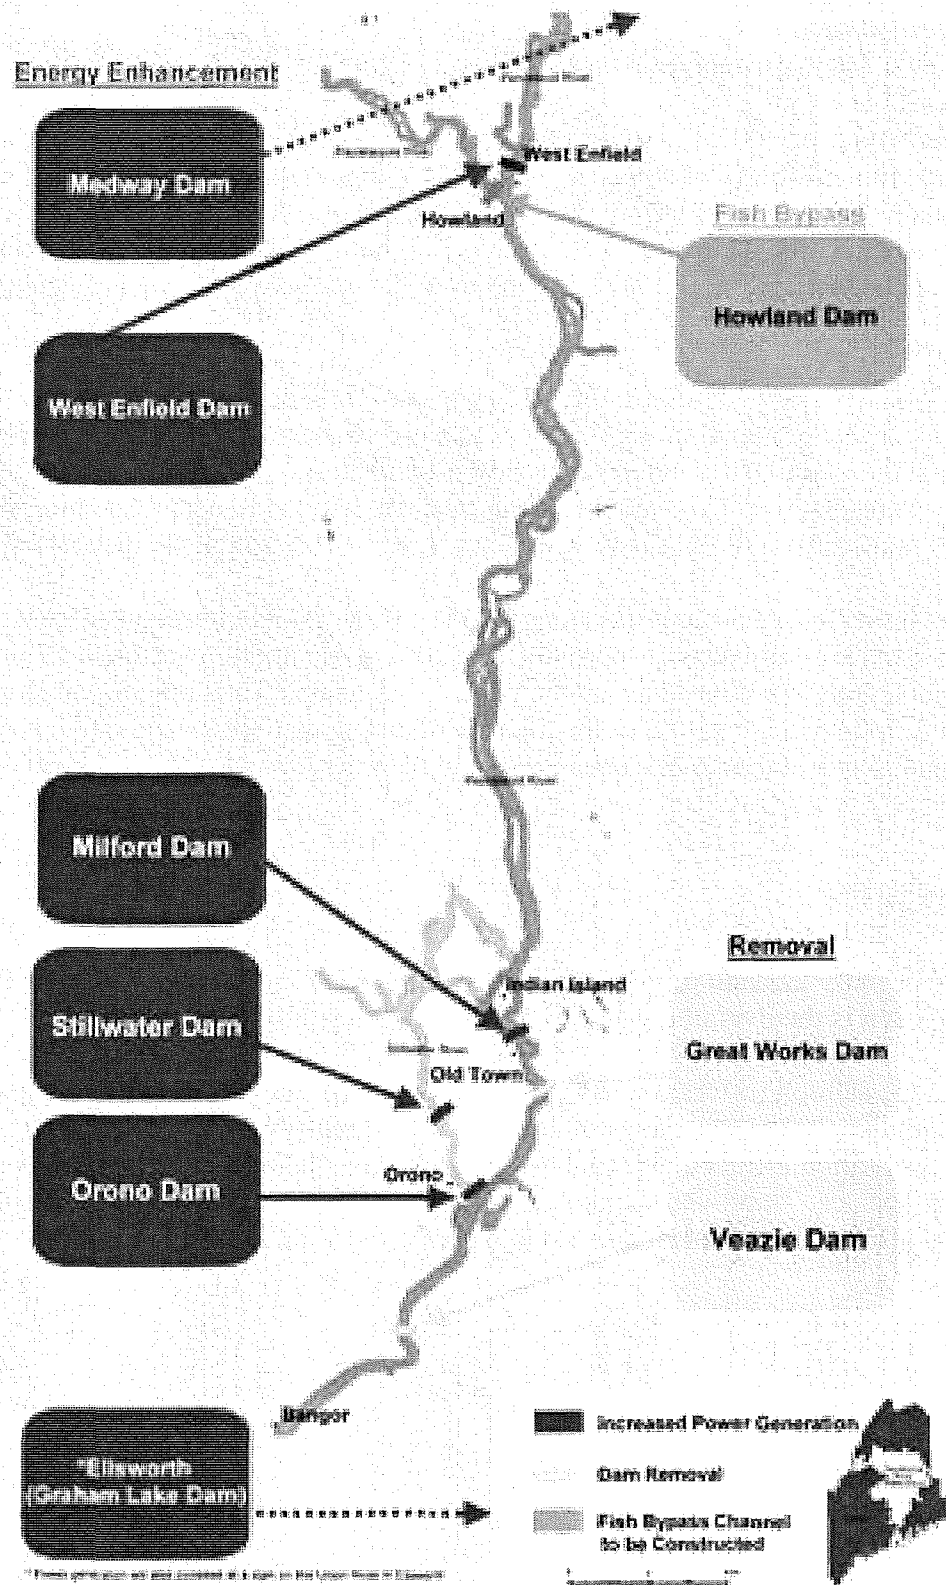 Energy Enhancement
Medway Dam
West Enfield
Howland
Fish Bypass
Howland Dam
West Enfield Dam
Penobscot River
Milford Dam
Removal
Indian Island
Stillwater Dam
Great Works Dam
Old Town
Orono
Orono Dam
Veazie Dam
Bangor
*Ellsworth
(Graham Lake Dam)
Increased Power Generation
Dam Removal
Fish Bypass Channel
to be Constructed